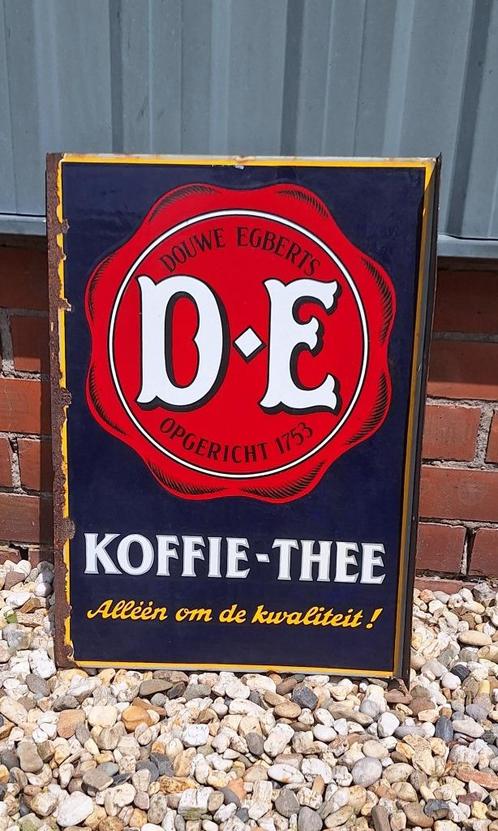 DOUWE EGBERTS
D·E
OPGERICHT 1753
KOFFIE-THEE
Alléén om de kwaliteit!